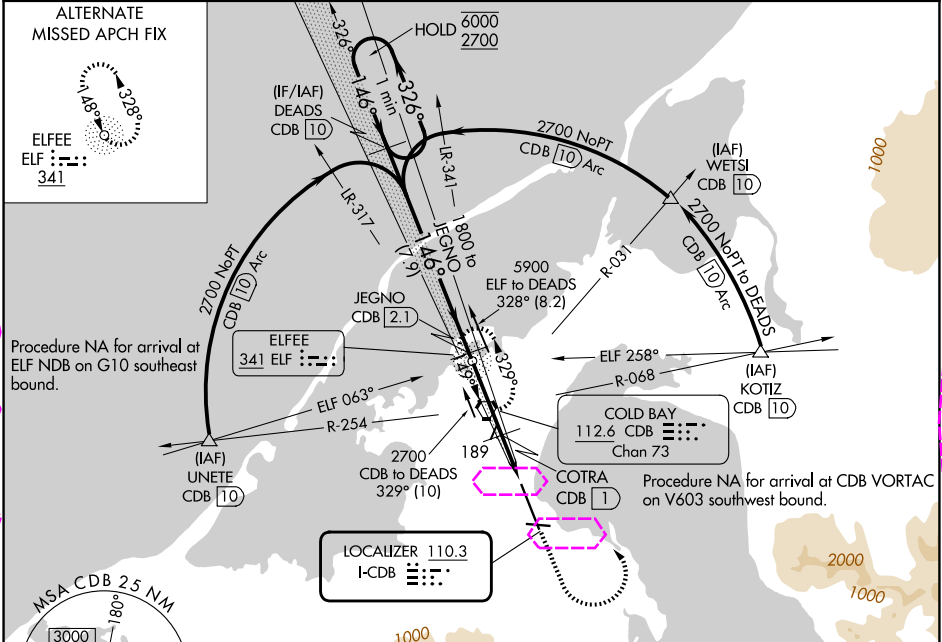 ALTERNATE
MISSED APCH FIX
148°
328°
ELFEE
ELF
341
326°
HOLD
6000
2700
146°
1 min
326°
(IF/IAF)
DEADS
CDB 10
LR-317
LR-341
2700 NoPT
CDB 10 Arc
(IAF)
WETSI
CDB 10
1000
2700 NoPT to DEADS
CDB 10 Arc
R-031
2700 NoPT
CDB 10 Arc
1800 to
JEGNO
146°
(7.9)
5900
ELF to DEADS
328° (8.2)
JEGNO
CDB 2.1
Procedure NA for arrival at
ELF NDB on G10 southeast
bound.
ELFEE
341 ELF
149°
329°
ELF 258°
R-068
(IAF)
KOTIZ
CDB 10
ELF 063°
R-254
(IAF)
UNETE
CDB 10
COLD BAY
112.6 CDB
Chan 73
2700
CDB to DEADS
329° (10)
189
COTRA
CDB 1
Procedure NA for arrival at CDB VORTAC
on V603 southwest bound.
LOCALIZER 110.3
I-CDB
2000
1000
MSA CDB 25 NM
180°
3000
1000